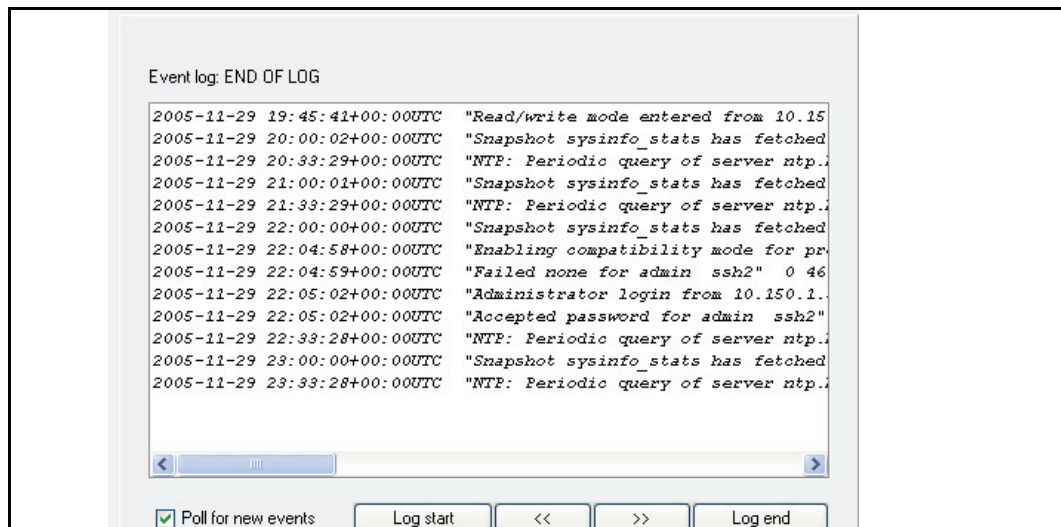 Event log: END OF LOG
2005-11-29 19:45:41+00:00UTC "Read/write mode entered from 10.15
2005-11-29 20:00:02+00:00UTC "Snapshot sysinfo_stats has fetched
2005-11-29 20:33:29+00:00UTC "NTP: Periodic query of server ntp.
2005-11-29 21:00:01+00:00UTC "Snapshot sysinfo_stats has fetched
2005-11-29 21:33:29+00:00UTC "NTP: Periodic query of server ntp.
2005-11-29 22:00:00+00:00UTC "Snapshot sysinfo_stats has fetched
2005-11-29 22:04:58+00:00UTC "Enabling compatibility mode for pr
2005-11-29 22:04:59+00:00UTC "Failed none for admin ssh2" 0 46
2005-11-29 22:05:02+00:00UTC "Administrator login from 10.150.1.
2005-11-29 22:05:02+00:00UTC "Accepted password for admin ssh2"
2005-11-29 22:33:28+00:00UTC "NTP: Periodic query of server ntp.
2005-11-29 23:00:00+00:00UTC "Snapshot sysinfo_stats has fetched
2005-11-29 23:33:28+00:00UTC "NTP: Periodic query of server ntp.
Poll for new events Log start << >> Log end